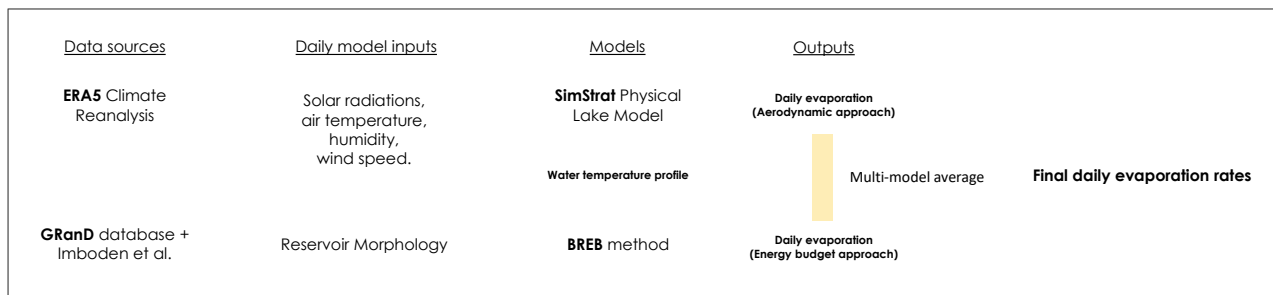 Data sources
Daily model inputs
Models
Outputs
ERA5 Climate
Reanalysis
Solar radiations,
air temperature,
humidity,
wind speed.
SimStrat Physical
Lake Model
Daily evaporation
(Aerodynamic approach)
Water temperature profile
Multi-model average
Final daily evaporation rates
GRanD database +
Imboden et al.
Reservoir Morphology
BREB method
Daily evaporation
(Energy budget approach)